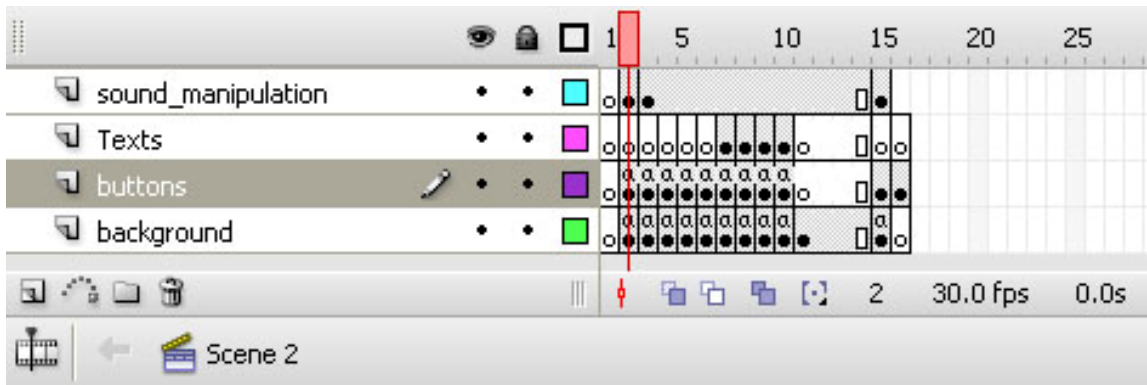 1 5 10 15 20 25
sound_manipulation
Texts
buttons
a a a a a a a a a
background
a a a a a a a a a a
2 30.0 fps 0.0s
Scene 2